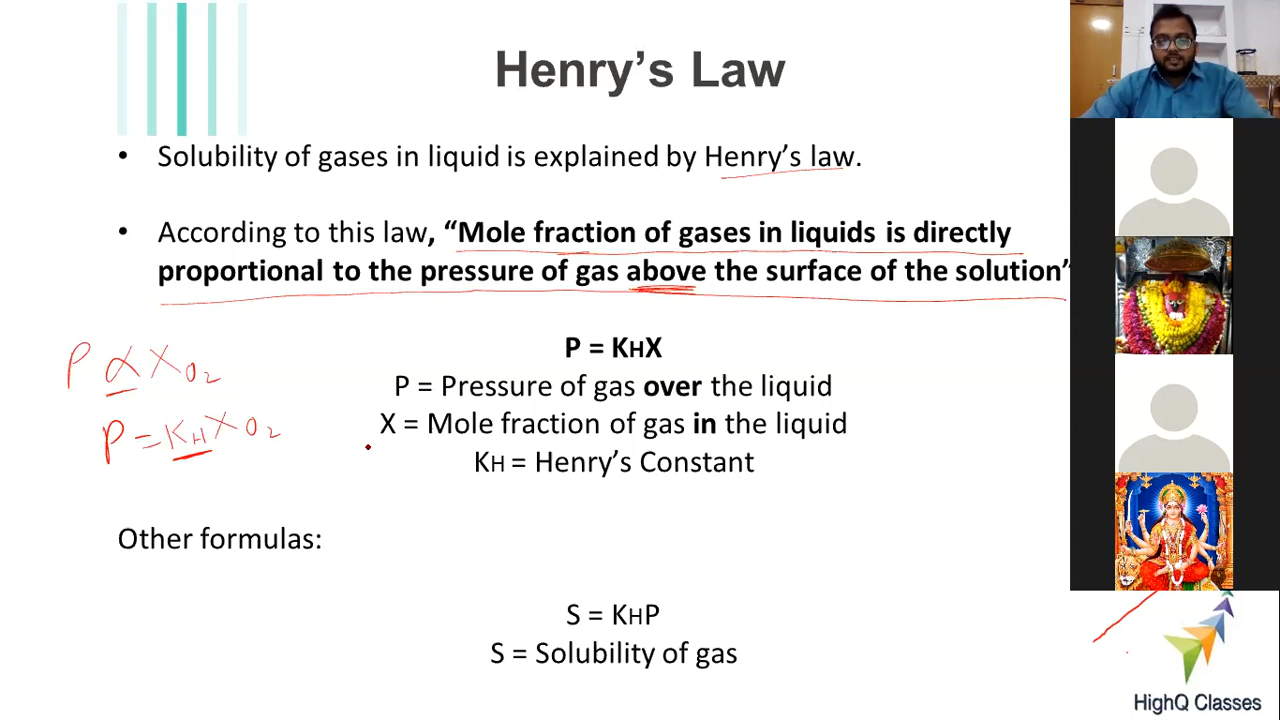 Henry’s Law
• Solubility of gases in liquid is explained by Henry’s law.
• According to this law, “Mole fraction of gases in liquids is directly
proportional to the pressure of gas above the surface of the solution”
P ∝ X O2
P = KH X O2
P = KHX
P = Pressure of gas over the liquid
X = Mole fraction of gas in the liquid
KH = Henry’s Constant
Other formulas:
S = KHP
S = Solubility of gas
HighQ Classes